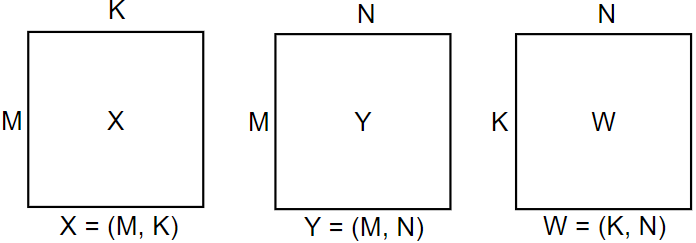 K
N
N
M
X
M
Y
K
W
X = (M, K)
Y = (M, N)
W = (K, N)